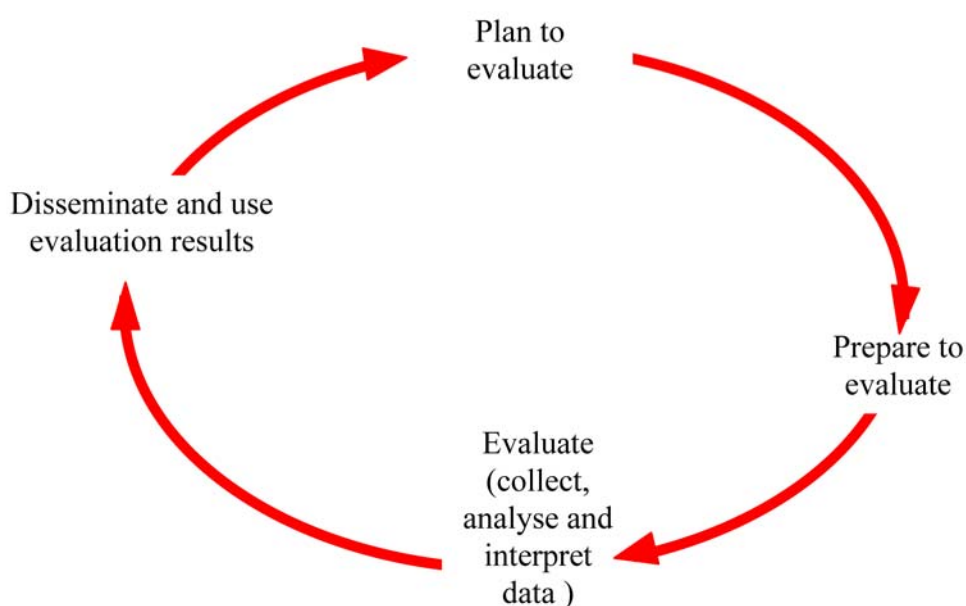 Plan to
evaluate
Disseminate and use
evaluation results
Prepare to
evaluate
Evaluate
(collect,
analyse and
interpret
data )